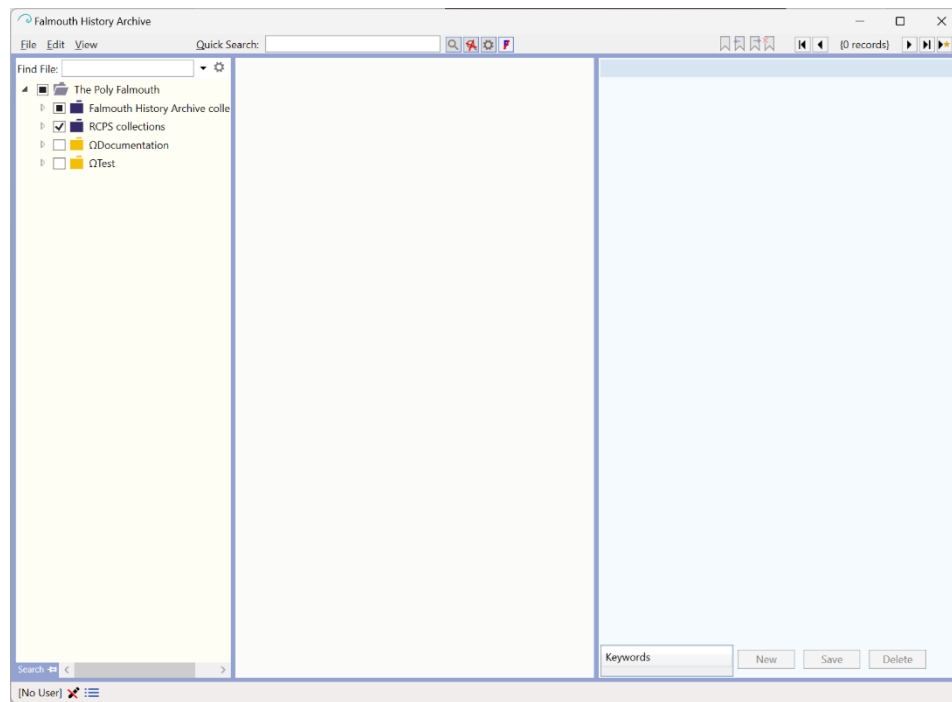 Falmouth History Archive
File Edit View Quick Search: {0 records}
Find File:
The Poly Falmouth
Falmouth History Archive colle
RCPS collections
ΩDocumentation
ΩTest
Search
Keywords New Save Delete
[No User]